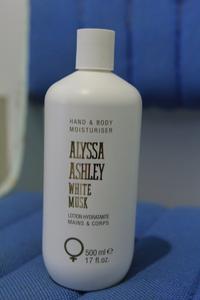 HAND & BODY
MOISTURISER
ALYSSA
ASHLEY
WHITE
MUSK
LOTION HYDRATANTE
MAINS & CORPS
500 ml ℮
17 fl.oz.